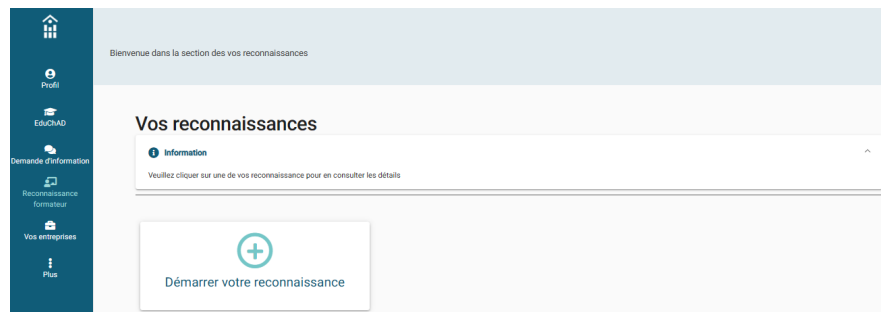 Bienvenue dans la section des vos reconnaissances
Profil
EduChAD
Demande d'information
Reconnaissance
formateur
Vos entreprises
Plus
Vos reconnaissances
Information
Veuillez cliquer sur une de vos reconnaissance pour en consulter les détails
Démarrer votre reconnaissance